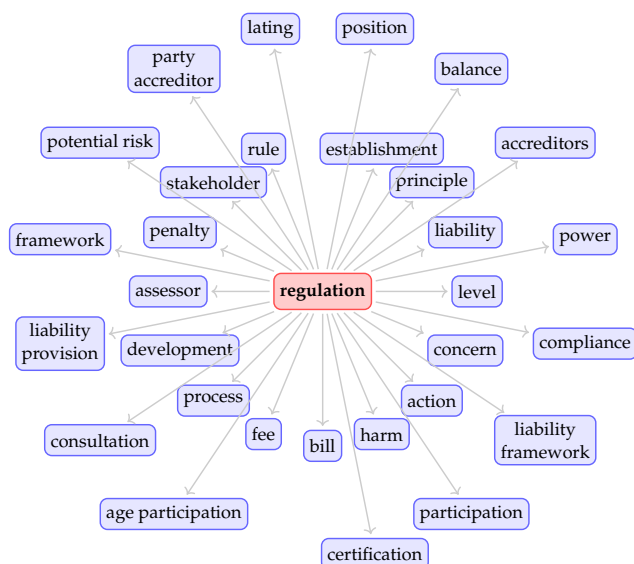 lating
position
party
accreditor
balance
potential risk
rule
establishment
accreditors
stakeholder
principle
penalty
liability
framework
power
assessor
regulation
level
liability
provision
development
concern
compliance
process
action
consultation
fee
bill
harm
liability
framework
age participation
participation
certification